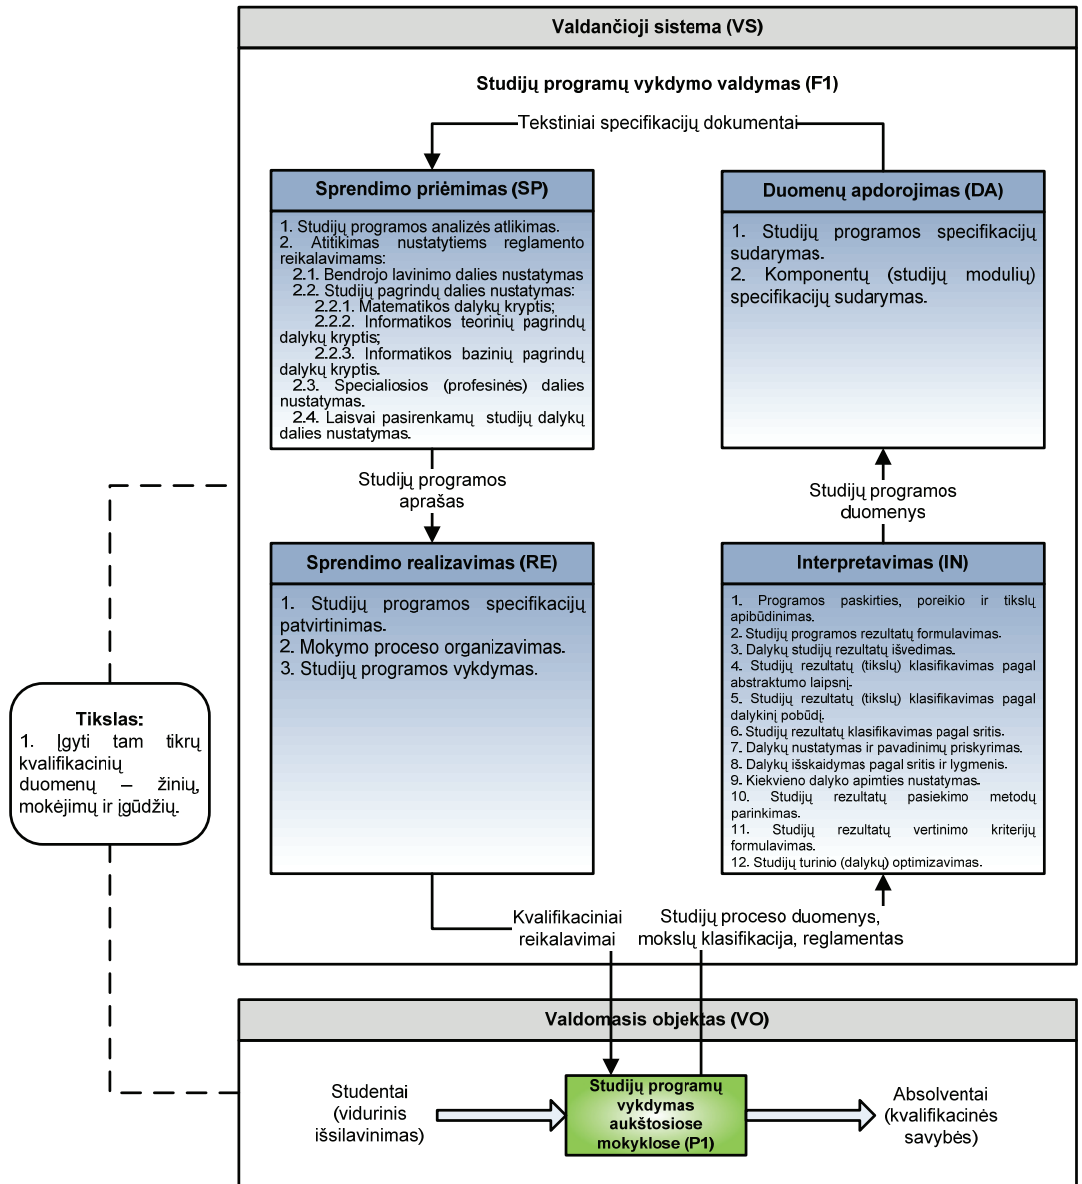 Valdančioji sistema (VS)
Studijų programų vykdymo valdymas (F1)
Tekstiniai specifikacijų dokumentai
Sprendimo priėmimas (SP)
1. Studijų programos analizės atlikimas.
2. Atitikimas nustatytiems reglamento
reikalavimams:
2.1. Bendrojo lavinimo dalies nustatymas
2.2. Studijų pagrindų dalies nustatymas:
2.2.1. Matematikos dalykų kryptis;
2.2.2. Informatikos teorinių pagrindų
dalykų kryptis;
2.2.3. Informatikos bazinių pagrindų
dalykų kryptis.
2.3. Specialiosios (profesinės) dalies
nustatymas.
2.4. Laisvai pasirenkamų studijų dalykų
dalies nustatymas.
Duomenų apdorojimas (DA)
1. Studijų programos specifikacijų
sudarymas.
2. Komponentų (studijų modulių)
specifikacijų sudarymas.
Studijų programos
aprašas
Studijų programos
duomenys
Sprendimo realizavimas (RE)
1. Studijų programos specifikacijų
patvirtinimas.
2. Mokymo proceso organizavimas.
3. Studijų programos vykdymas.
Interpretavimas (IN)
1. Programos paskirties, poreikio ir tikslų
apibūdinimas.
2. Studijų programos rezultatų formulavimas.
3. Dalykų studijų rezultatų išvedimas.
4. Studijų rezultatų (tikslų) klasifikavimas pagal
abstraktumo laipsnį.
5. Studijų rezultatų (tikslų) klasifikavimas pagal
dalykinį pobūdį.
6. Studijų rezultatų klasifikavimas pagal sritis.
7. Dalykų nustatymas ir pavadinimų priskyrimas.
8. Dalykų išskaidymas pagal sritis ir lygmenis.
9. Kiekvieno dalyko apimties nustatymas.
10. Studijų rezultatų pasiekimo metodų
parinkimas.
11. Studijų rezultatų vertinimo kriterijų
formulavimas.
12. Studijų turinio (dalykų) optimizavimas.
Tikslas:
1. Įgyti tam tikrų
kvalifikacinių
duomenų – žinių,
mokėjimų ir įgūdžių.
Kvalifikaciniai
reikalavimai
Studijų proceso duomenys,
mokslų klasifikacija, reglamentas
Valdomasis objektas (VO)
Studentai
(vidurinis
išsilavinimas)
Studijų programų
vykdymas
aukštosiose
mokyklose (P1)
Absolventai
(kvalifikacinės
savybės)